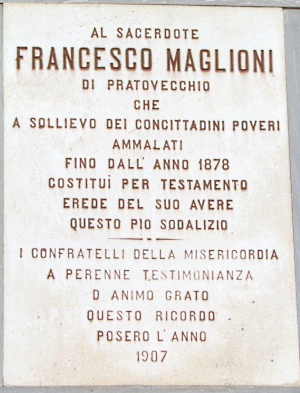 AL SACERDOTE
FRANCESCO MAGLIONI
DI PRATOVECCHIO
CHE
A SOLLIEVO DEI CONCITTADINI POVERI
AMMALATI
FINO DALL' ANNO 1878
COSTITUÌ PER TESTAMENTO
EREDE DEL SUO AVERE
QUESTO PIO SODALIZIO
I CONFRATELLI DELLA MISERICORDIA
A PERENNE TESTIMONIANZA
D ANIMO GRATO
QUESTO RICORDO
POSERO L'ANNO
1907